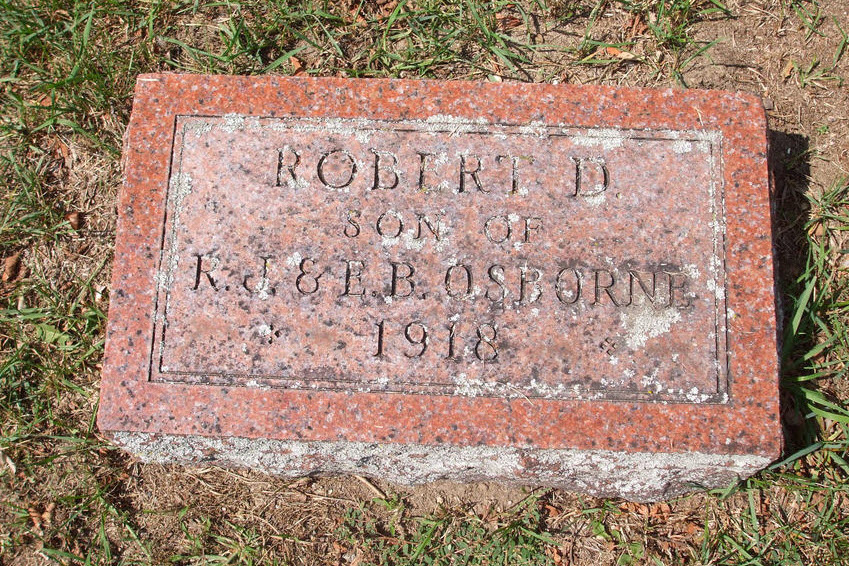 ROBERT D.
SON OF
R. J. & E. B. OSBORNE
1918